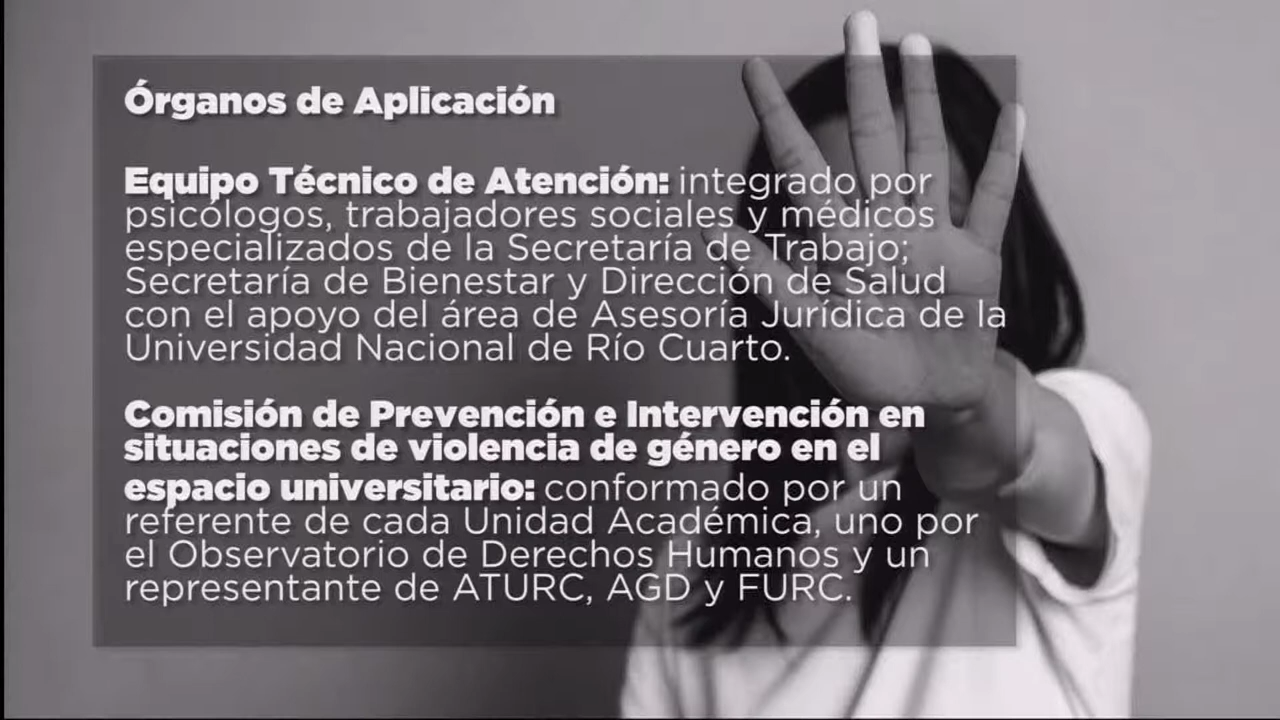 Órganos de Aplicación
Equipo Técnico de Atención: integrado por
psicólogos, trabajadores sociales y médicos
especializados de la Secretaría de Trabajo;
Secretaría de Bienestar y Dirección de Salud
con el apoyo del área de Asesoría Jurídica de la
Universidad Nacional de Río Cuarto.
Comisión de Prevención e Intervención en
situaciones de violencia de género en el
espacio universitario: conformado por un
referente de cada Unidad Académica, uno por
el Observatorio de Derechos Humanos y un
representante de ATURC, AGD y FURC.